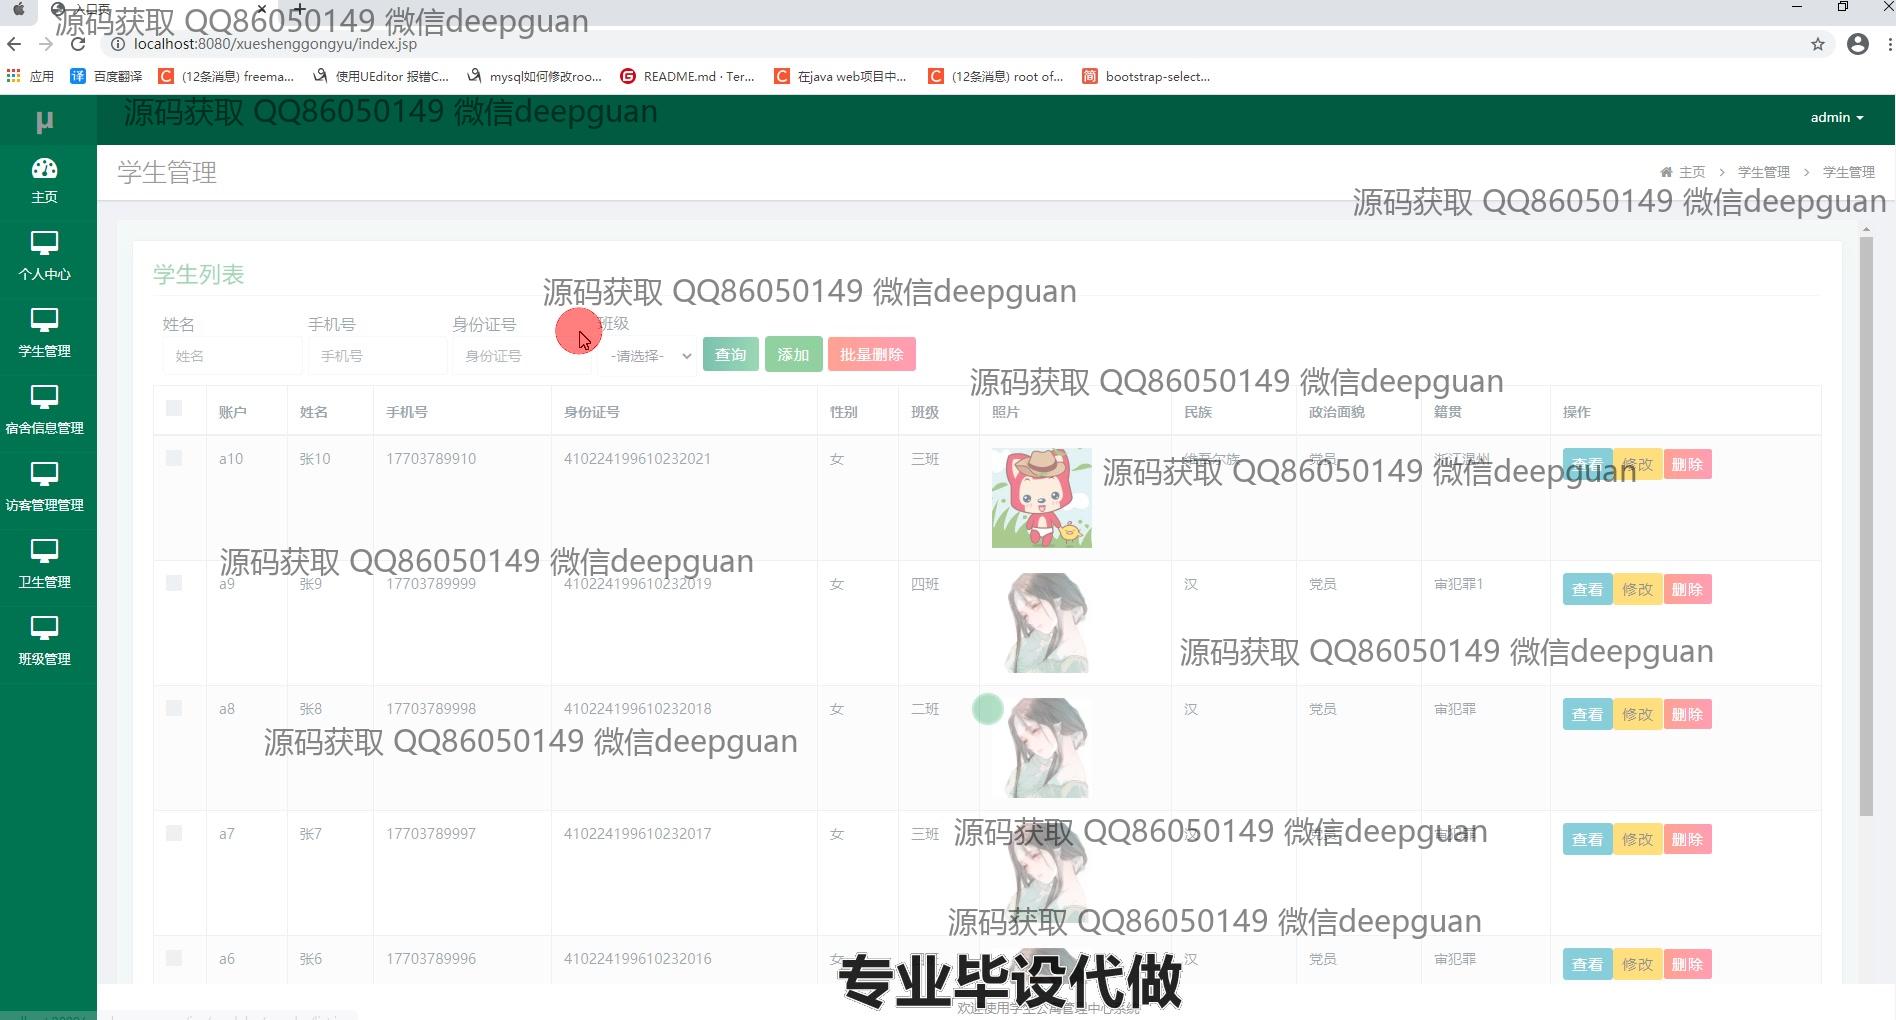 入口页
源码获取 QQ86050149 微信deepguan
localhost:8080/xueshenggongyu/index.jsp
应用 百度翻译 (12条消息) freema... 使用UEditor 报错C... mysql如何修改roo... README.md · Ter... 在java web项目中... (12条消息) root of... bootstrap-select...
μ
源码获取 QQ86050149 微信deepguan
admin
主页
学生管理
主页 > 学生管理 > 学生管理
源码获取 QQ86050149 微信deepguan
个人中心
学生列表
源码获取 QQ86050149 微信deepguan
姓名 手机号 身份证号 班级
学生管理
姓名 手机号 身份证号 -请选择- 查询 添加 批量删除
源码获取 QQ86050149 微信deepguan
账户 姓名 手机号 身份证号 性别 班级 照片 民族 政治面貌 籍贯 操作
宿舍信息管理
a10 张10 17703789910 410224199610232021 女 三班 维吾尔族 党员 浙江温州 查看 修改 删除
源码获取 QQ86050149 微信deepguan
访客管理管理
源码获取 QQ86050149 微信deepguan
卫生管理
a9 张9 17703789999 410224199610232019 女 四班 汉 党员 审犯罪1 查看 修改 删除
源码获取 QQ86050149 微信deepguan
班级管理
a8 张8 17703789998 410224199610232018 女 二班 汉 党员 审犯罪 查看 修改 删除
源码获取 QQ86050149 微信deepguan
a7 张7 17703789997 410224199610232017 女 三班 汉 党员 审犯罪 查看 修改 删除
源码获取 QQ86050149 微信deepguan
源码获取 QQ86050149 微信deepguan
a6 张6 17703789996 410224199610232016 女 汉 党员 审犯罪 查看 修改 删除
专业毕设代做
欢迎使用学生公寓管理中心系统